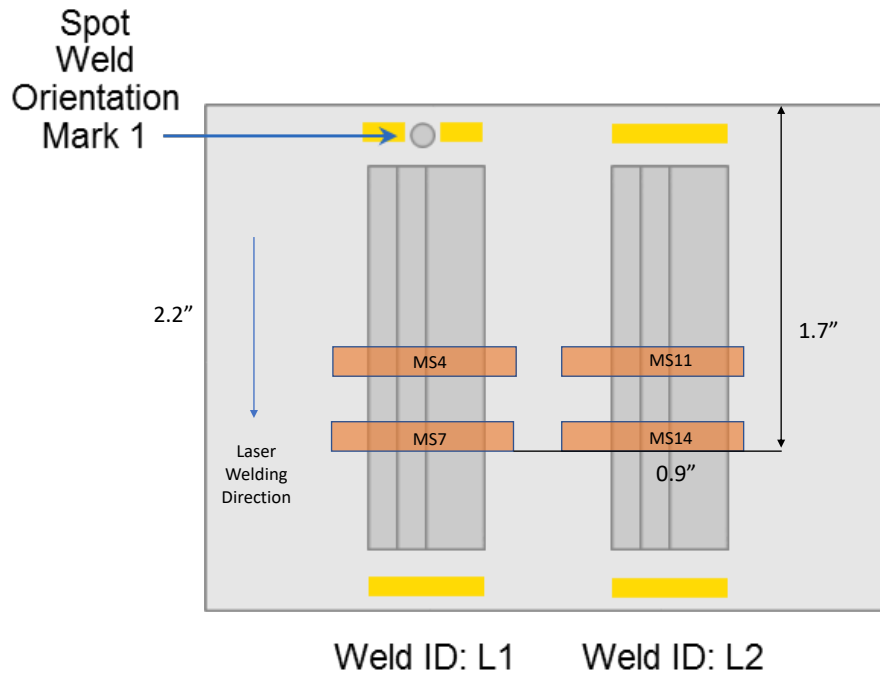 Spot
Weld
Orientation
Mark 1
2.2”
1.7”
MS4
MS11
MS7
MS14
Laser
Welding
Direction
0.9”
Weld ID: L1
Weld ID: L2